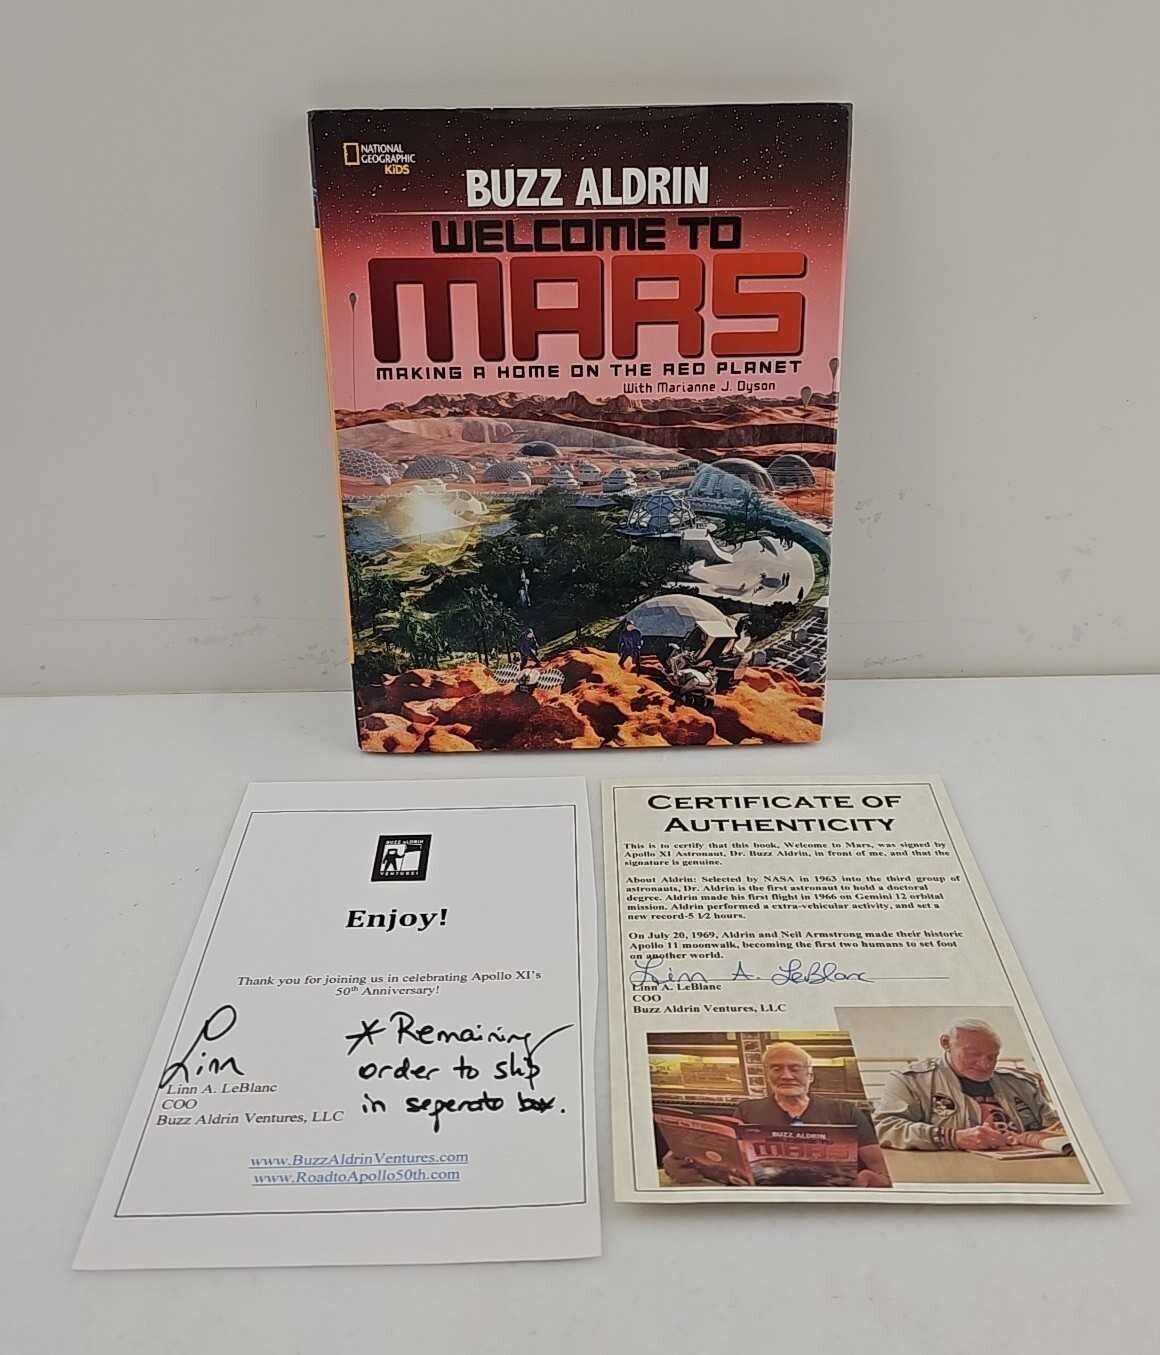 NATIONAL
GEOGRAPHIC
KiDS
BUZZ ALDRIN
WELCOME TO
MARS
MAKING A HOME ON THE RED PLANET
With Marianne J. Dyson
BUZZ ALDRIN
VENTURES
Enjoy!
Thank you for joining us in celebrating Apollo XI's
50th Anniversary!
Linn
Linn A. LeBlanc
COO
Buzz Aldrin Ventures, LLC
* Remaining
order to ship
in seperate box.
www.BuzzAldrinVentures.com
www.RoadtoApollo50th.com
CERTIFICATE OF
AUTHENTICITY
This is to certify that this book, Welcome to Mars, was signed by
Apollo XI Astronaut, Dr. Buzz Aldrin, in front of me, and that the
signature is genuine.
About Aldrin: Selected by NASA in 1963 into the third group of
astronauts, Dr. Aldrin is the first astronaut to hold a doctoral
degree. Aldrin made his first flight in 1966 on Gemini 12 orbital
mission. Aldrin performed a extra-vehicular activity, and set a
new record-5 1/2 hours.
On July 20, 1969, Aldrin and Neil Armstrong made their historic
Apollo 11 moonwalk, becoming the first two humans to set foot
on another world.
Linn A. LeBlanc
Linn A. LeBlanc
COO
Buzz Aldrin Ventures, LLC
BUZZ ALDRIN
MARS